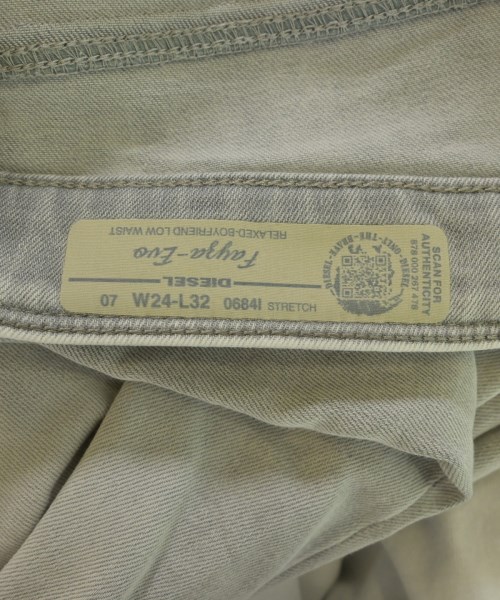 RELAXED-BOYFRIEND LOW WAIST
Fayza-Evo
DIESEL
07 W24-L32 0684I STRETCH
SCAN FOR
AUTHENTICITY